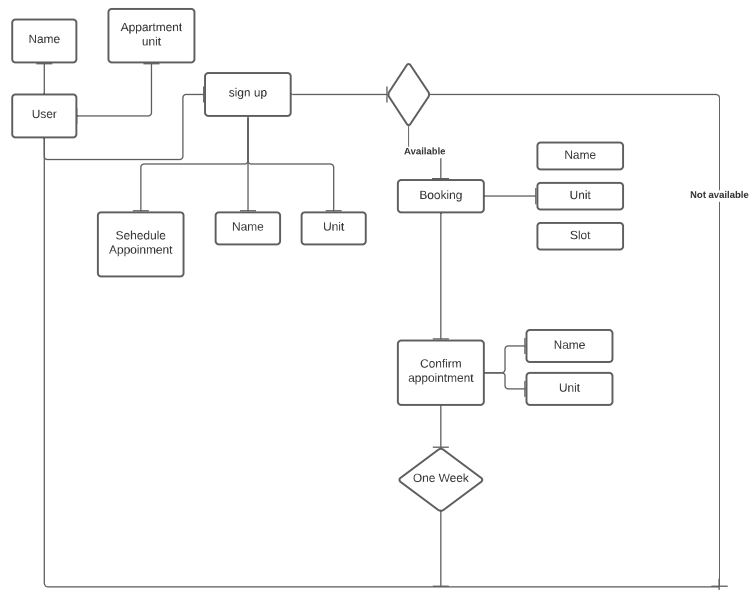 Name
Appartment
unit
User
sign up
Available
Name
Booking
Unit
Not available
Slot
Sehedule
Appoinment
Name
Unit
Confirm
appointment
Name
Unit
One Week